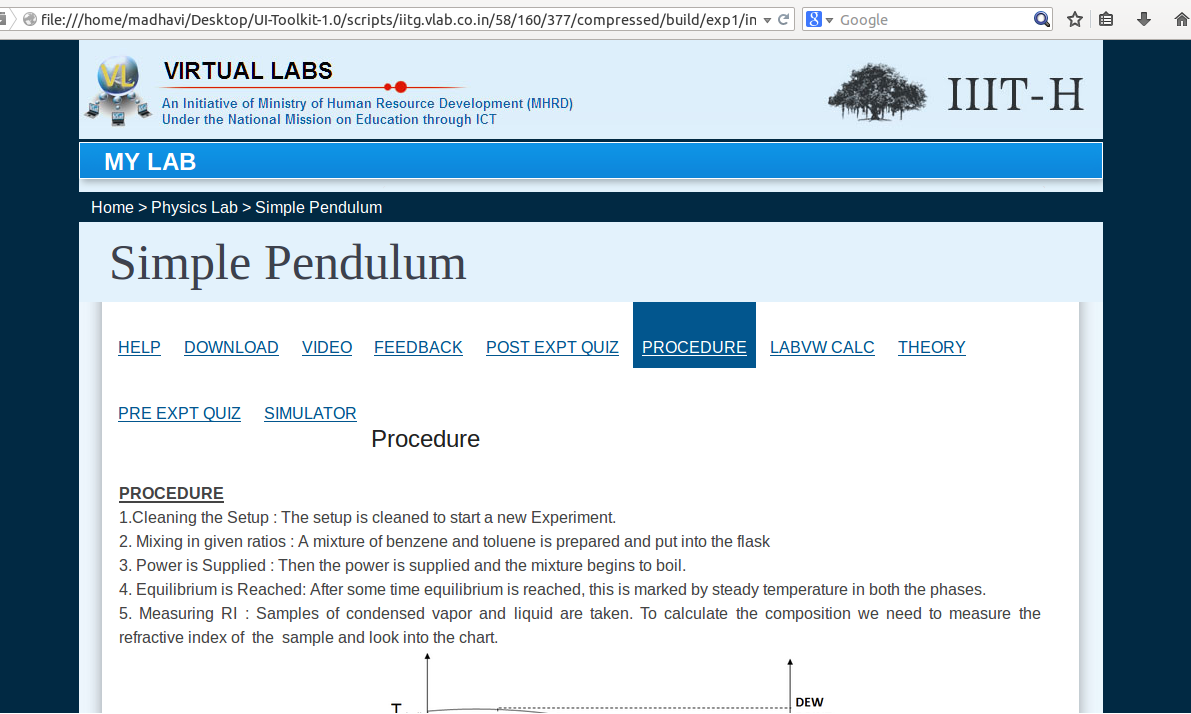 file:///home/madhavi/Desktop/UI-Toolkit-1.0/scripts/iitg.vlab.co.in/58/160/377/compressed/build/exp1/in
Google
VL
VIRTUAL LABS
An Initiative of Ministry of Human Resource Development (MHRD)
Under the National Mission on Education through ICT
IIIT-H
MY LAB
Home > Physics Lab > Simple Pendulum
Simple Pendulum
HELP DOWNLOAD VIDEO FEEDBACK POST EXPT QUIZ PROCEDURE LABVW CALC THEORY
PRE EXPT QUIZ SIMULATOR
Procedure
PROCEDURE
1.Cleaning the Setup : The setup is cleaned to start a new Experiment.
2. Mixing in given ratios : A mixture of benzene and toluene is prepared and put into the flask
3. Power is Supplied : Then the power is supplied and the mixture begins to boil.
4. Equilibrium is Reached: After some time equilibrium is reached, this is marked by steady temperature in both the phases.
5. Measuring RI : Samples of condensed vapor and liquid are taken. To calculate the composition we need to measure the
refractive index of the sample and look into the chart.
T
DEW